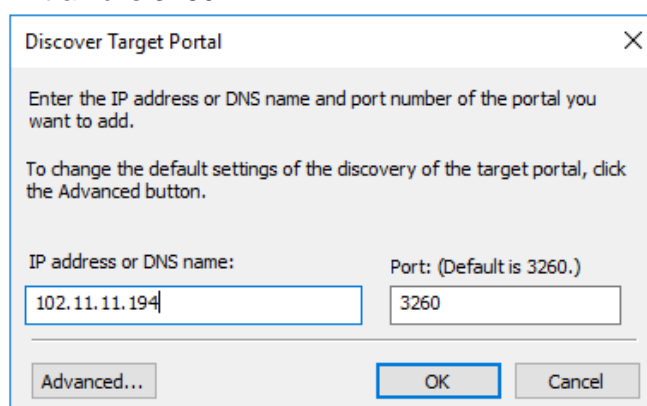 Discover Target Portal
Enter the IP address or DNS name and port number of the portal you
want to add.
To change the default settings of the discovery of the target portal, click
the Advanced button.
IP address or DNS name:
Port: (Default is 3260.)
102.11.11.194
3260
Advanced...
OK
Cancel